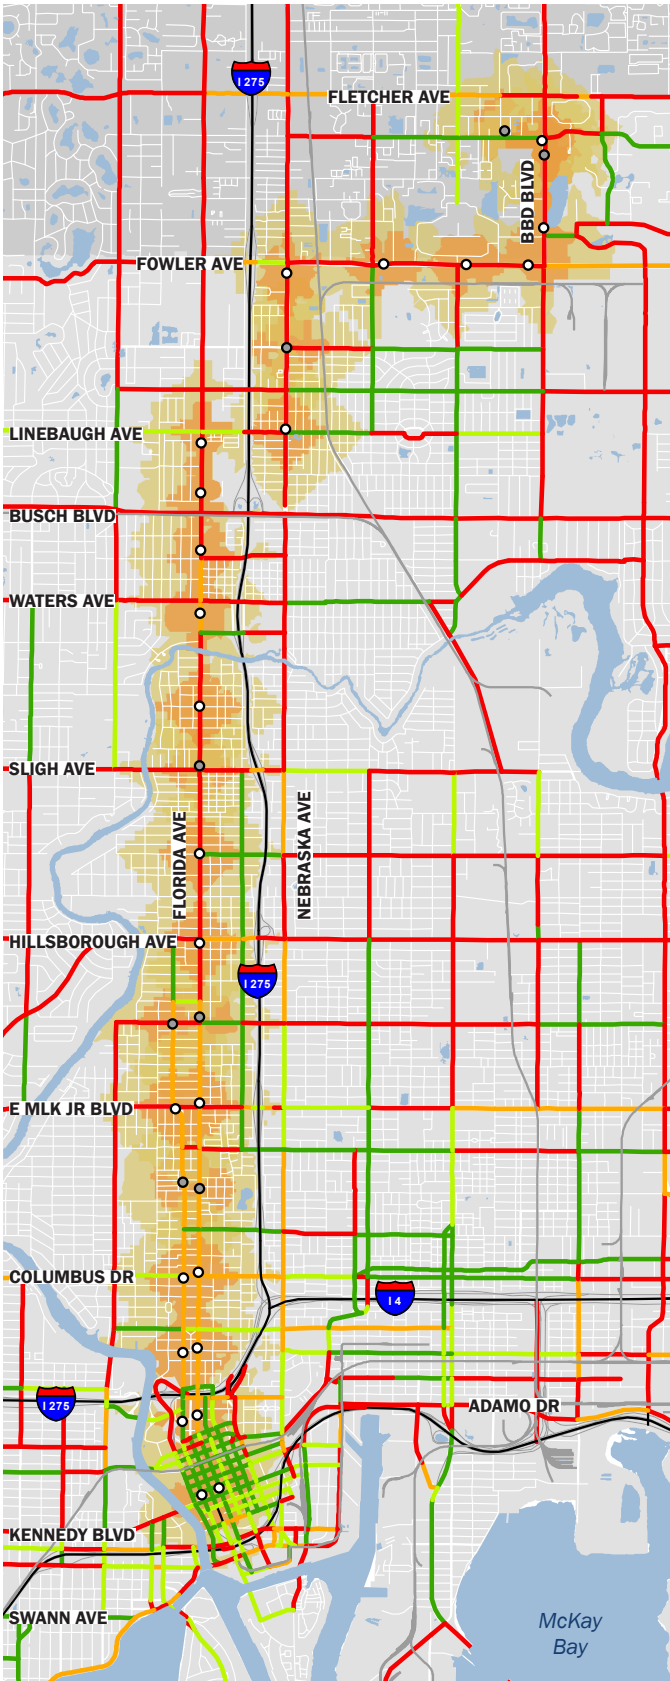 I 275
FLETCHER AVE
BBD BLVD
FOWLER AVE
LINEBAUGH AVE
BUSCH BLVD
WATERS AVE
SLIGH AVE
FLORIDA AVE
NEBRASKA AVE
HILLSBOROUGH AVE
I 275
E MLK JR BLVD
COLUMBUS DR
I 4
I 275
ADAMO DR
KENNEDY BLVD
SWANN AVE
McKay
Bay